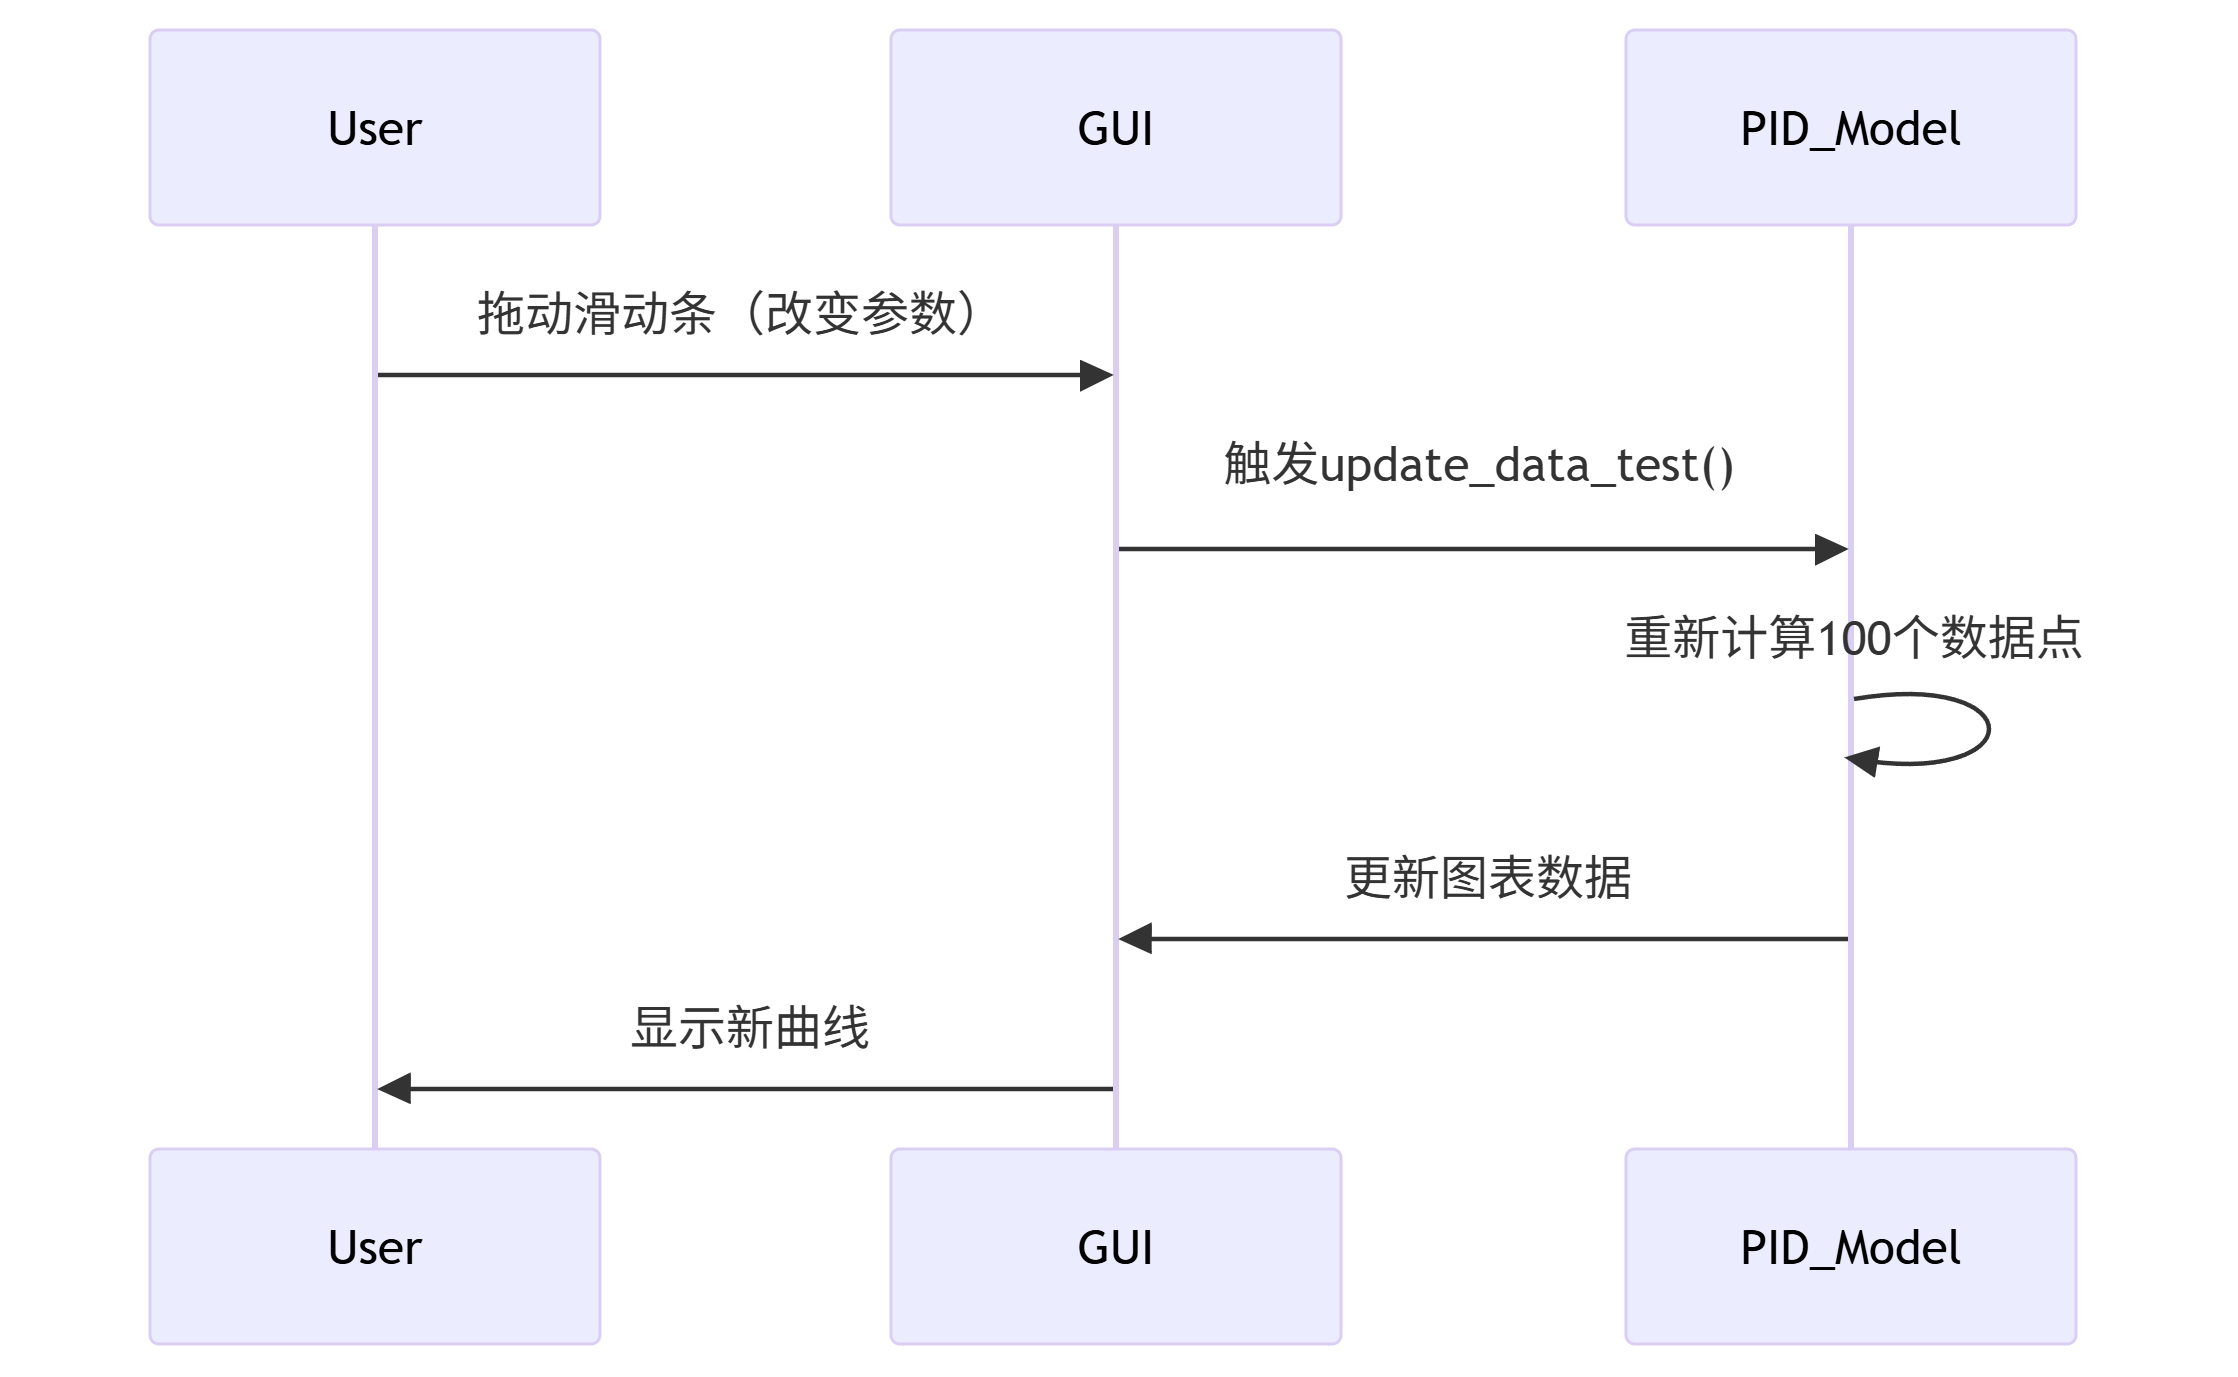 User
GUI
PID_Model
拖动滑动条（改变参数）
触发update_data_test()
重新计算100个数据点
更新图表数据
显示新曲线
User
GUI
PID_Model